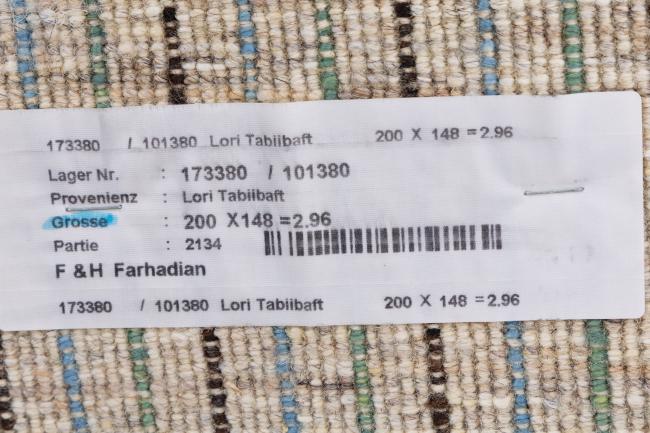 173380 / 101380 Lori Tabiibaft 200 X 148 =2.96
Lager Nr. : 173380 / 101380
Provenienz : Lori Tabiibaft
Grosse : 200 X148 =2.96
Partie : 2134
F &H Farhadian
173380 / 101380 Lori Tabiibaft 200 X 148 =2.96